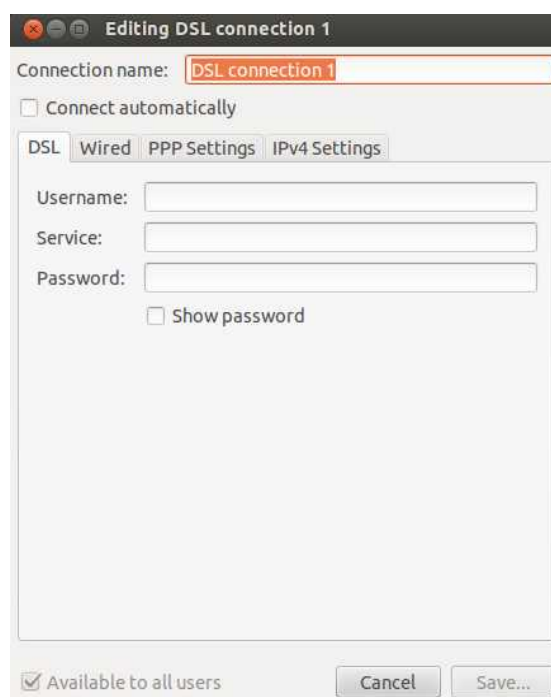 Editing DSL connection 1
Connection name: DSL connection 1
Connect automatically
DSL Wired PPP Settings IPv4 Settings
Username:
Service:
Password:
Show password
Available to all users Cancel Save...